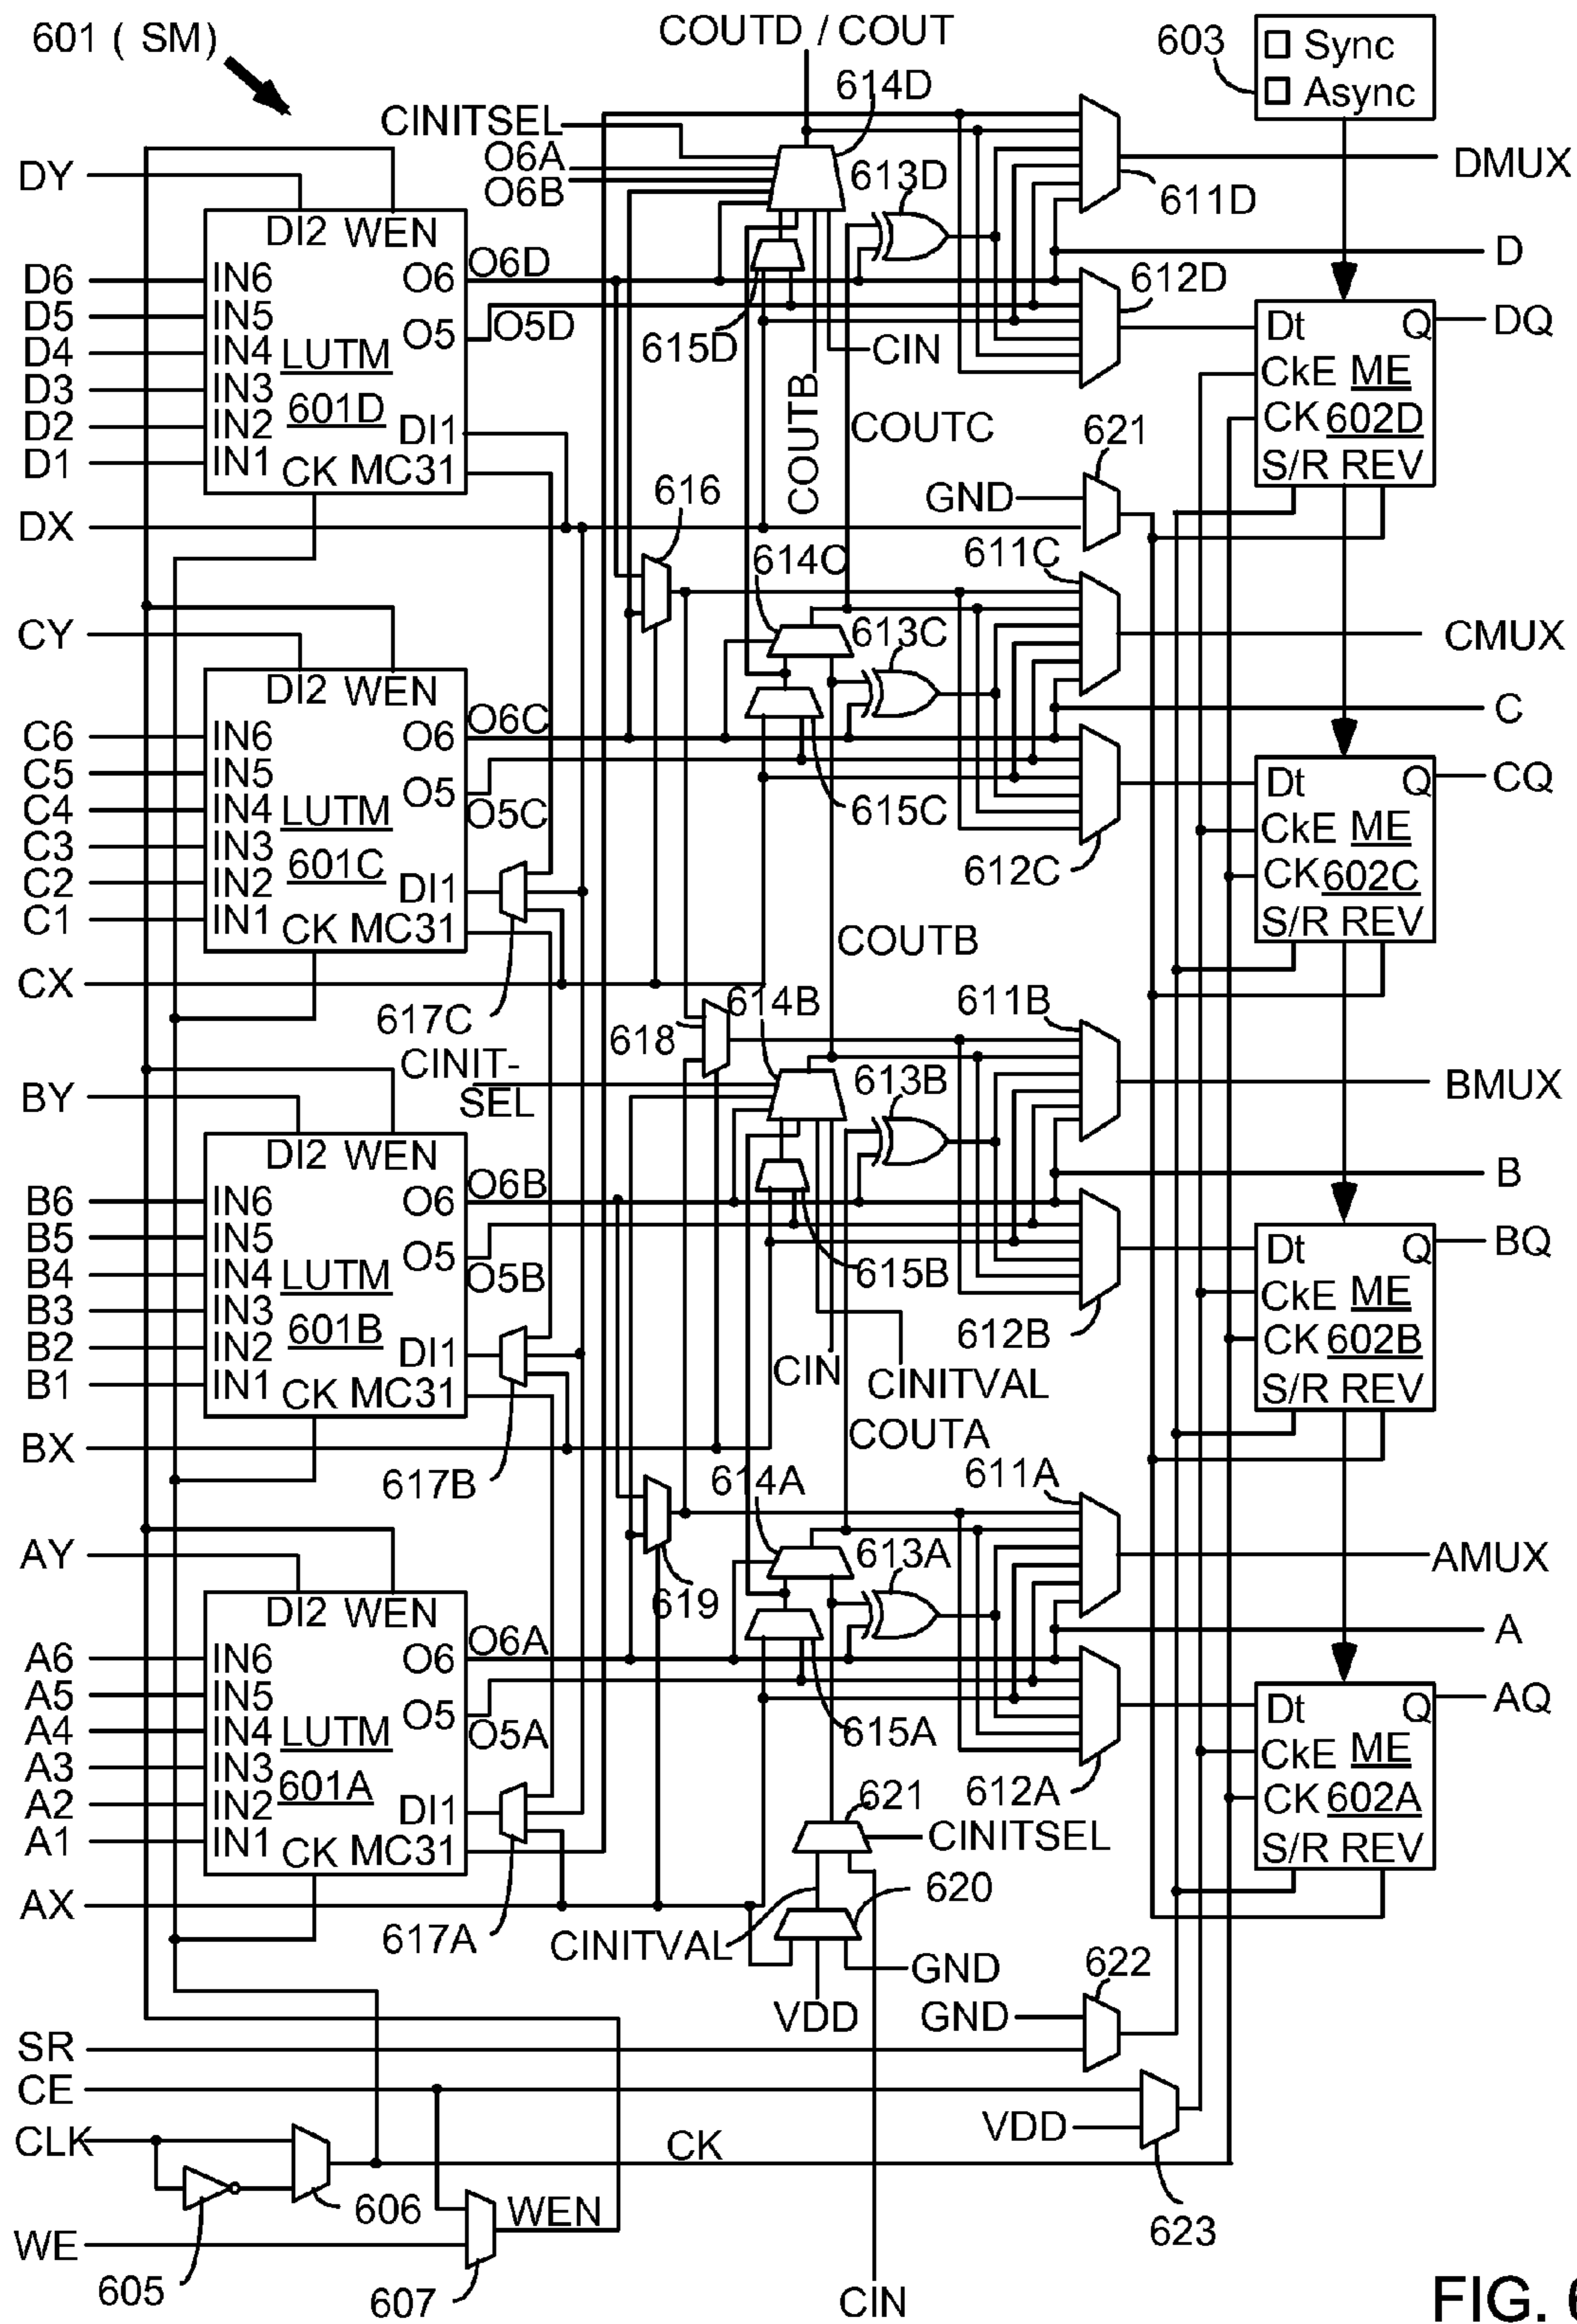 601 ( SM)
COUTD / COUT
603
Sync
Async
614D
CINITSEL
O6A
O6B
613D
DMUX
611D
DY
DI2 WEN
D6
D5
D4
D3
D2
D1
IN6
IN5
IN4
IN3
IN2
IN1
LUTM
601D
O6
O5
DI1
CK MC31
O6D
O5D
615D
CIN
COUTB
COUTC
612D
D
Dt
Q
DQ
CkE ME
CK 602D
S/R REV
621
GND
DX
616
614C
611C
613C
CMUX
CY
DI2 WEN
C6
C5
C4
C3
C2
C1
IN6
IN5
IN4
IN3
IN2
IN1
LUTM
601C
O6
O5
DI1
CK MC31
O6C
O5C
615C
612C
C
Dt
Q
CQ
CkE ME
CK 602C
S/R REV
COUTB
CX
617C
618
614B
611B
CINIT-
SEL
613B
BMUX
BY
DI2 WEN
B6
B5
B4
B3
B2
B1
IN6
IN5
IN4
IN3
IN2
IN1
LUTM
601B
O6
O5
DI1
CK MC31
O6B
O5B
615B
612B
B
Dt
Q
BQ
CkE ME
CK 602B
S/R REV
CIN
CINITVAL
COUTA
BX
617B
614A
611A
613A
AMUX
619
AY
DI2 WEN
A6
A5
A4
A3
A2
A1
IN6
IN5
IN4
IN3
IN2
IN1
LUTM
601A
O6
O5
DI1
CK MC31
O6A
O5A
615A
612A
A
Dt
Q
AQ
CkE ME
CK 602A
S/R REV
621
CINITSEL
620
AX
617A
CINITVAL
GND
VDD
622
GND
SR
CE
CLK
VDD
CK
606
WEN
623
WE
605
607
CIN
FIG. 6